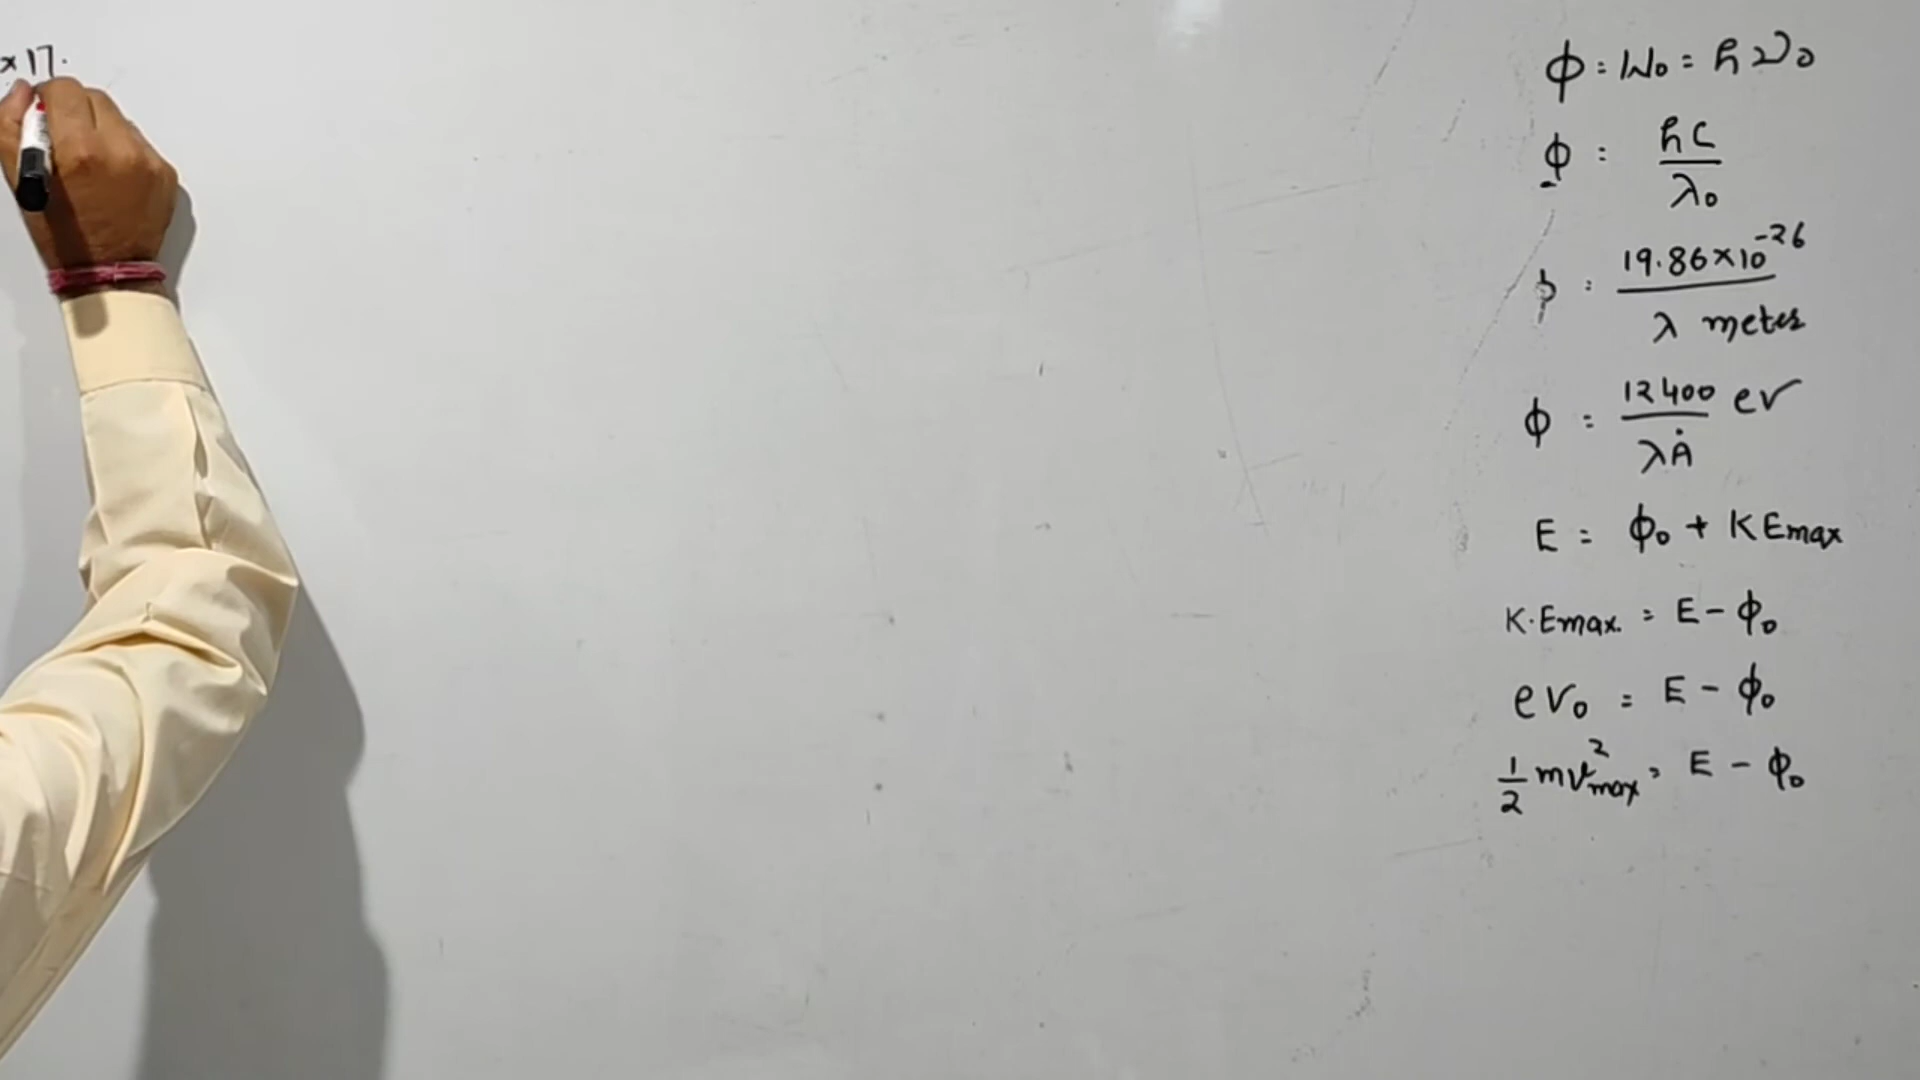 x 17.
ϕ = W₀ = hν₀
ϕ = hc / λ₀
ϕ = 19.86×10⁻²⁶ / λ meter
ϕ = 12400 / λÅ ev
E = ϕ₀ + KEmax
K.Emax. = E - ϕ₀
eV₀ = E - ϕ₀
1/2 mv²max = E - ϕ₀